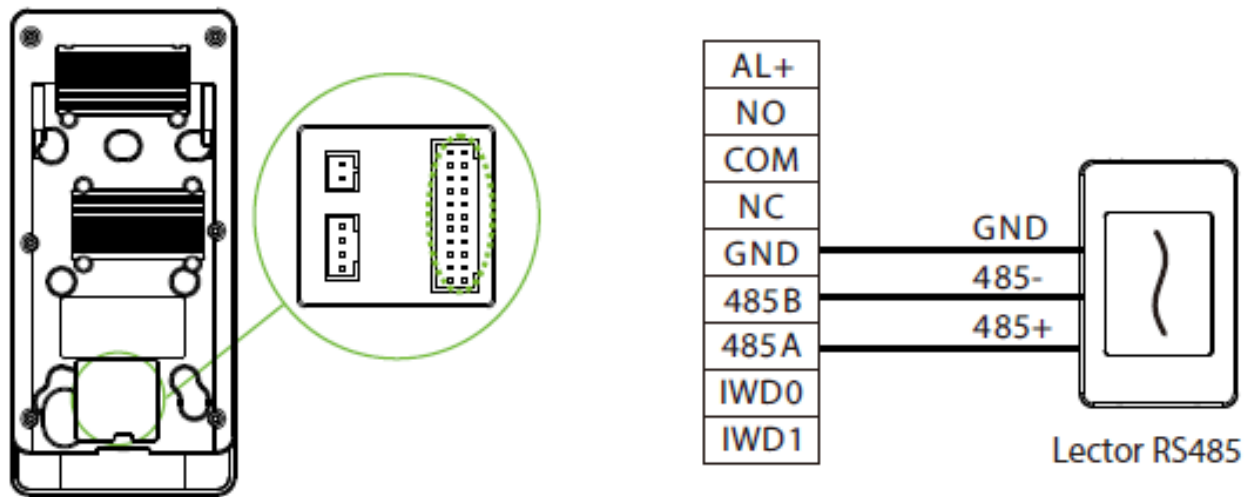 AL+
NO
COM
NC
GND
485B
485A
IWD0
IWD1
GND
485-
485+
Lector RS485